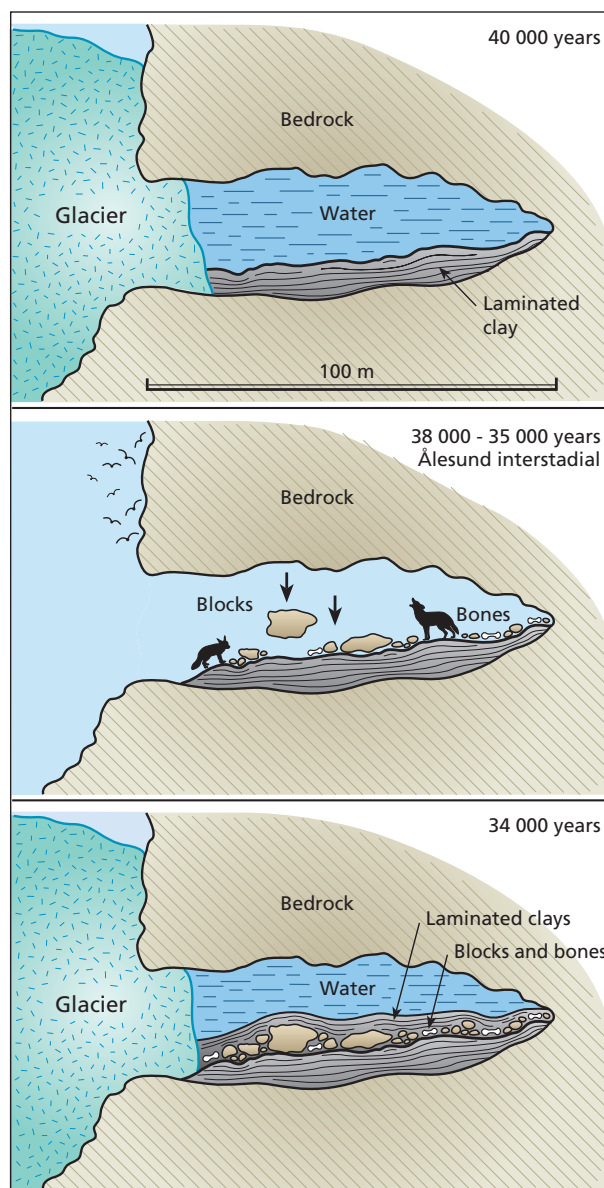 40 000 years
Bedrock
Glacier
Water
Laminated
clay
100 m
38 000 - 35 000 years
Ålesund interstadial
Bedrock
Blocks
Bones
34 000 years
Bedrock
Laminated clays
Blocks and bones
Glacier
Water